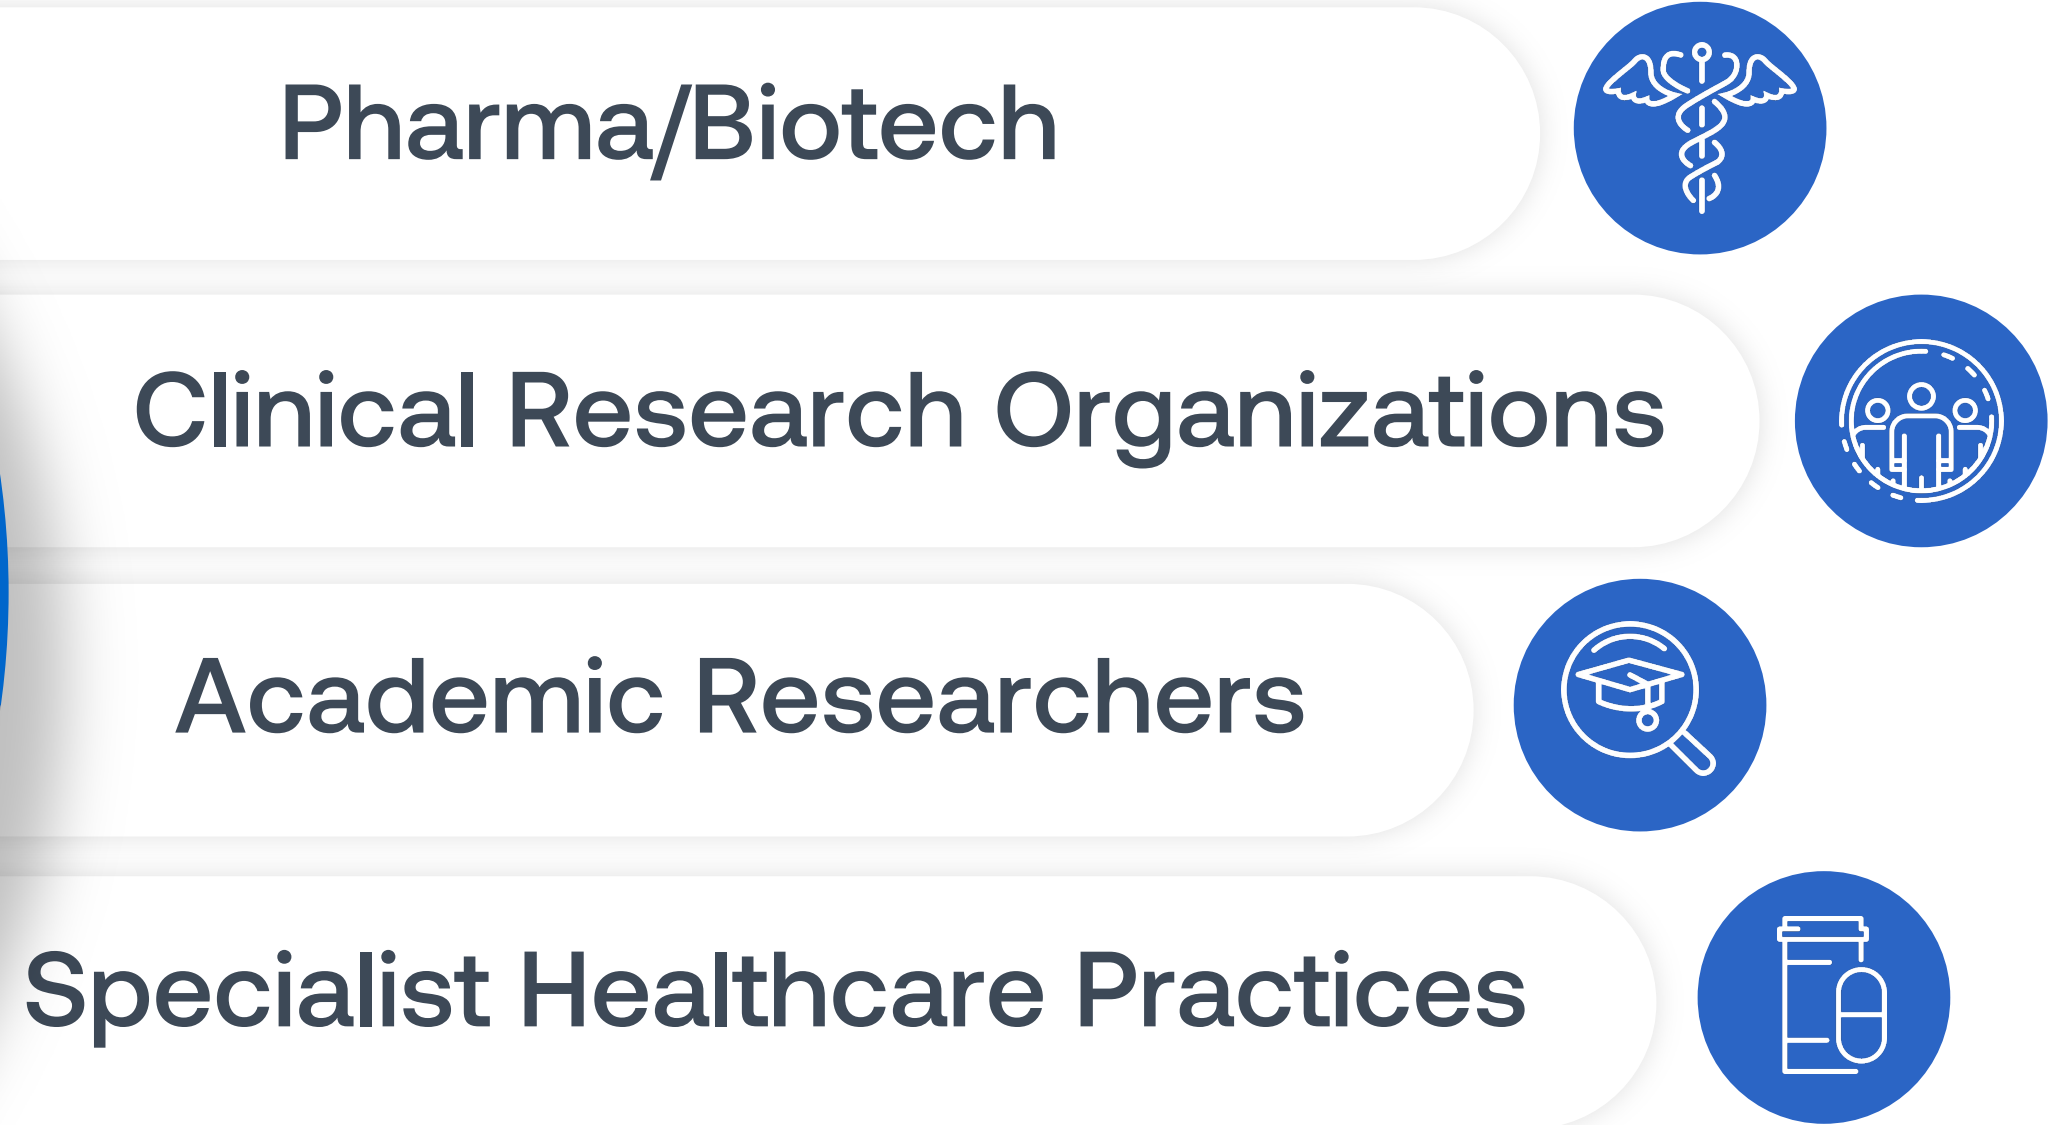 Pharma/Biotech
Clinical Research Organizations
Academic Researchers
Specialist Healthcare Practices